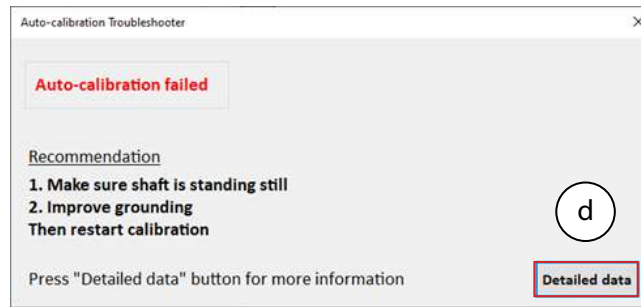 Auto-calibration Troubleshooter
Auto-calibration failed
Recommendation
1. Make sure shaft is standing still
2. Improve grounding
Then restart calibration
d
Press "Detailed data" button for more information
Detailed data